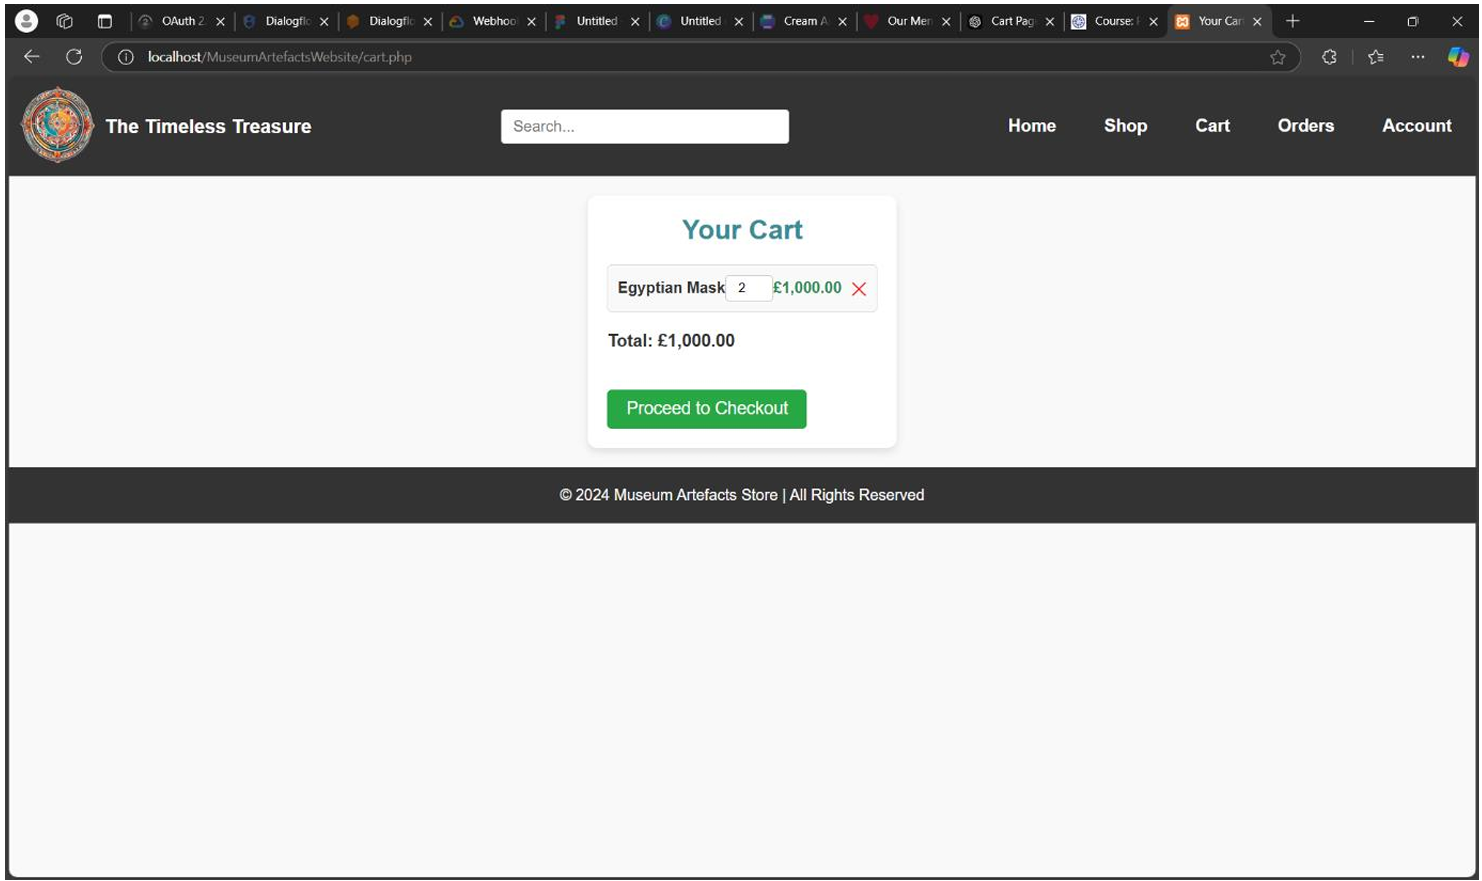 OAuth 2.
Dialogflo
Dialogflo
Webhoo
Untitled
Untitled
Cream A
Our Men
Cart Pag
Course:
Your Car
localhost/MuseumArtefactsWebsite/cart.php
The Timeless Treasure
Search...
Home
Shop
Cart
Orders
Account
Your Cart
Egyptian Mask 2 £1,000.00
Total: £1,000.00
Proceed to Checkout
© 2024 Museum Artefacts Store | All Rights Reserved